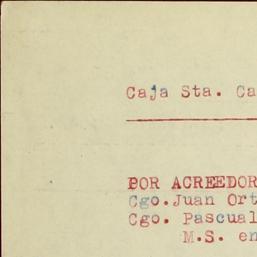 Caja Sta. Ca
POR ACREEDOR
Cgo. Juan Ort
Cgo. Pascual
M.S. en